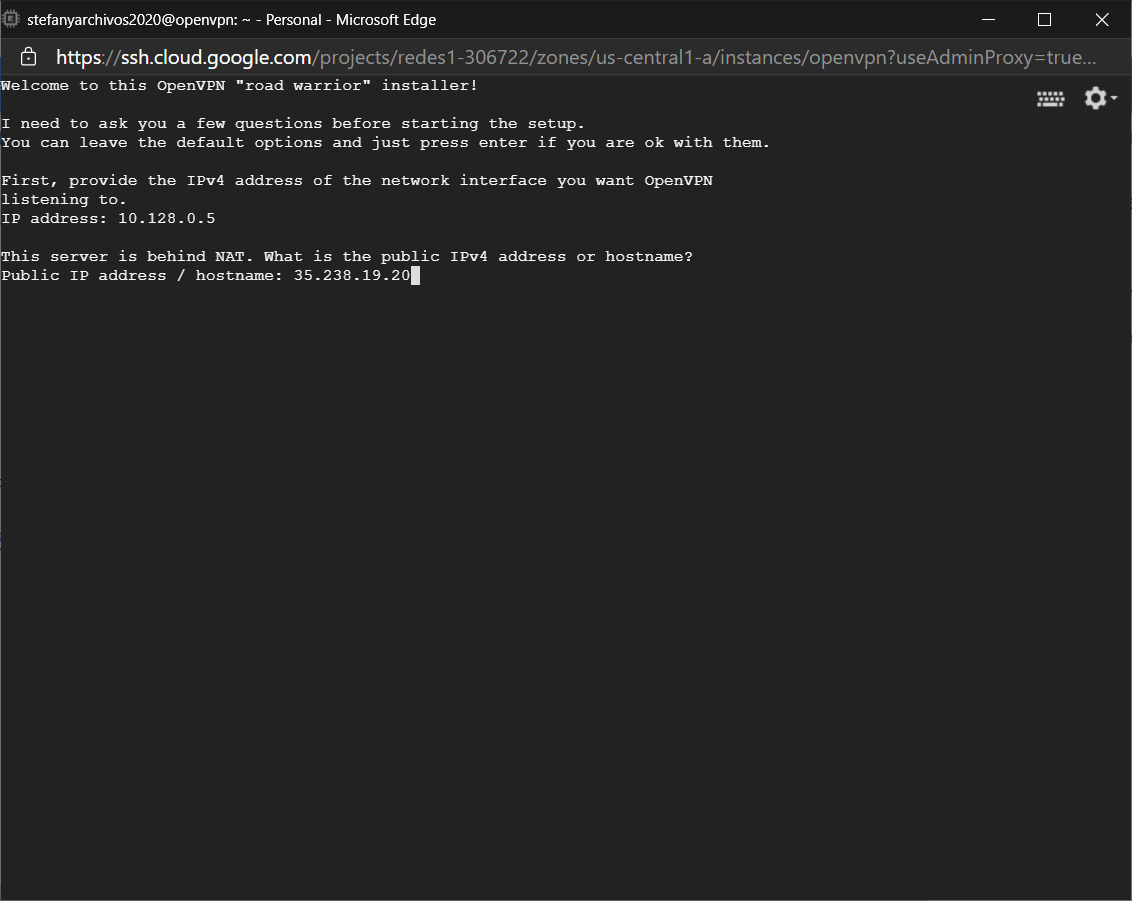 stefanyarchivos2020@openvpn: ~ - Personal - Microsoft Edge
https://ssh.cloud.google.com/projects/redes1-306722/zones/us-central1-a/instances/openvpn?useAdminProxy=true...
Welcome to this OpenVPN "road warrior" installer!
I need to ask you a few questions before starting the setup.
You can leave the default options and just press enter if you are ok with them.
First, provide the IPv4 address of the network interface you want OpenVPN
listening to.
IP address: 10.128.0.5
This server is behind NAT. What is the public IPv4 address or hostname?
Public IP address / hostname: 35.238.19.20